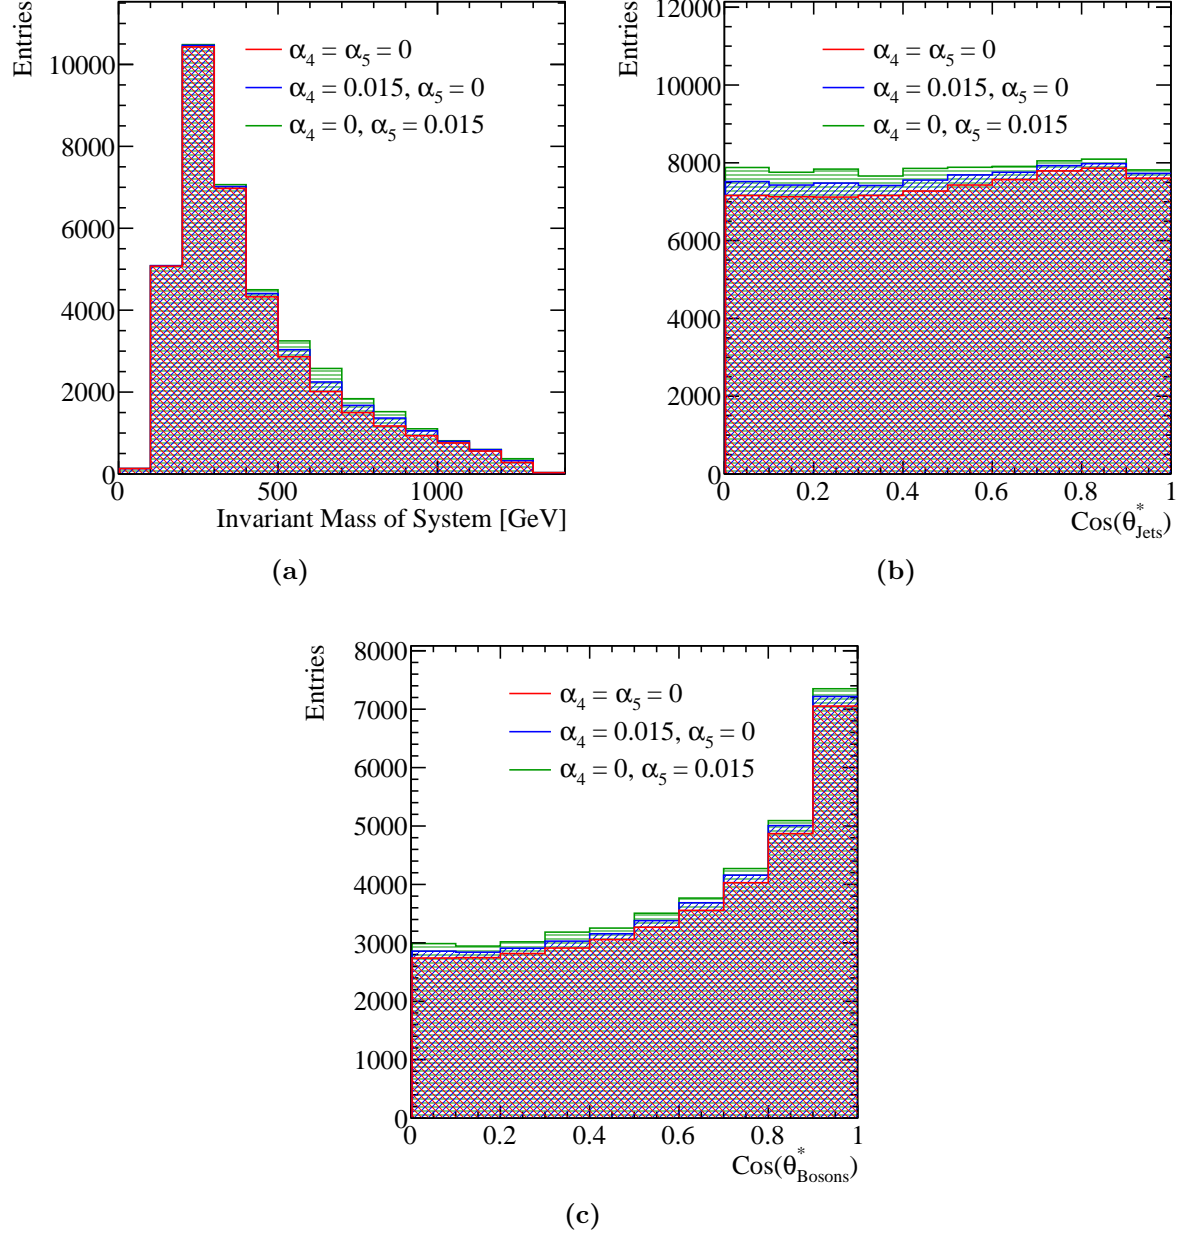 Entries
10000
8000
6000
4000
2000
0
α4 = α5 = 0
α4 = 0.015, α5 = 0
α4 = 0, α5 = 0.015
0 500 1000
Invariant Mass of System [GeV]
(a)
Entries
12000
10000
8000
6000
4000
2000
0
α4 = α5 = 0
α4 = 0.015, α5 = 0
α4 = 0, α5 = 0.015
0 0.2 0.4 0.6 0.8 1
Cos(θ*Jets)
(b)
Entries
8000
7000
6000
5000
4000
3000
2000
1000
0
α4 = α5 = 0
α4 = 0.015, α5 = 0
α4 = 0, α5 = 0.015
0 0.2 0.4 0.6 0.8 1
Cos(θ*Bosons)
(c)